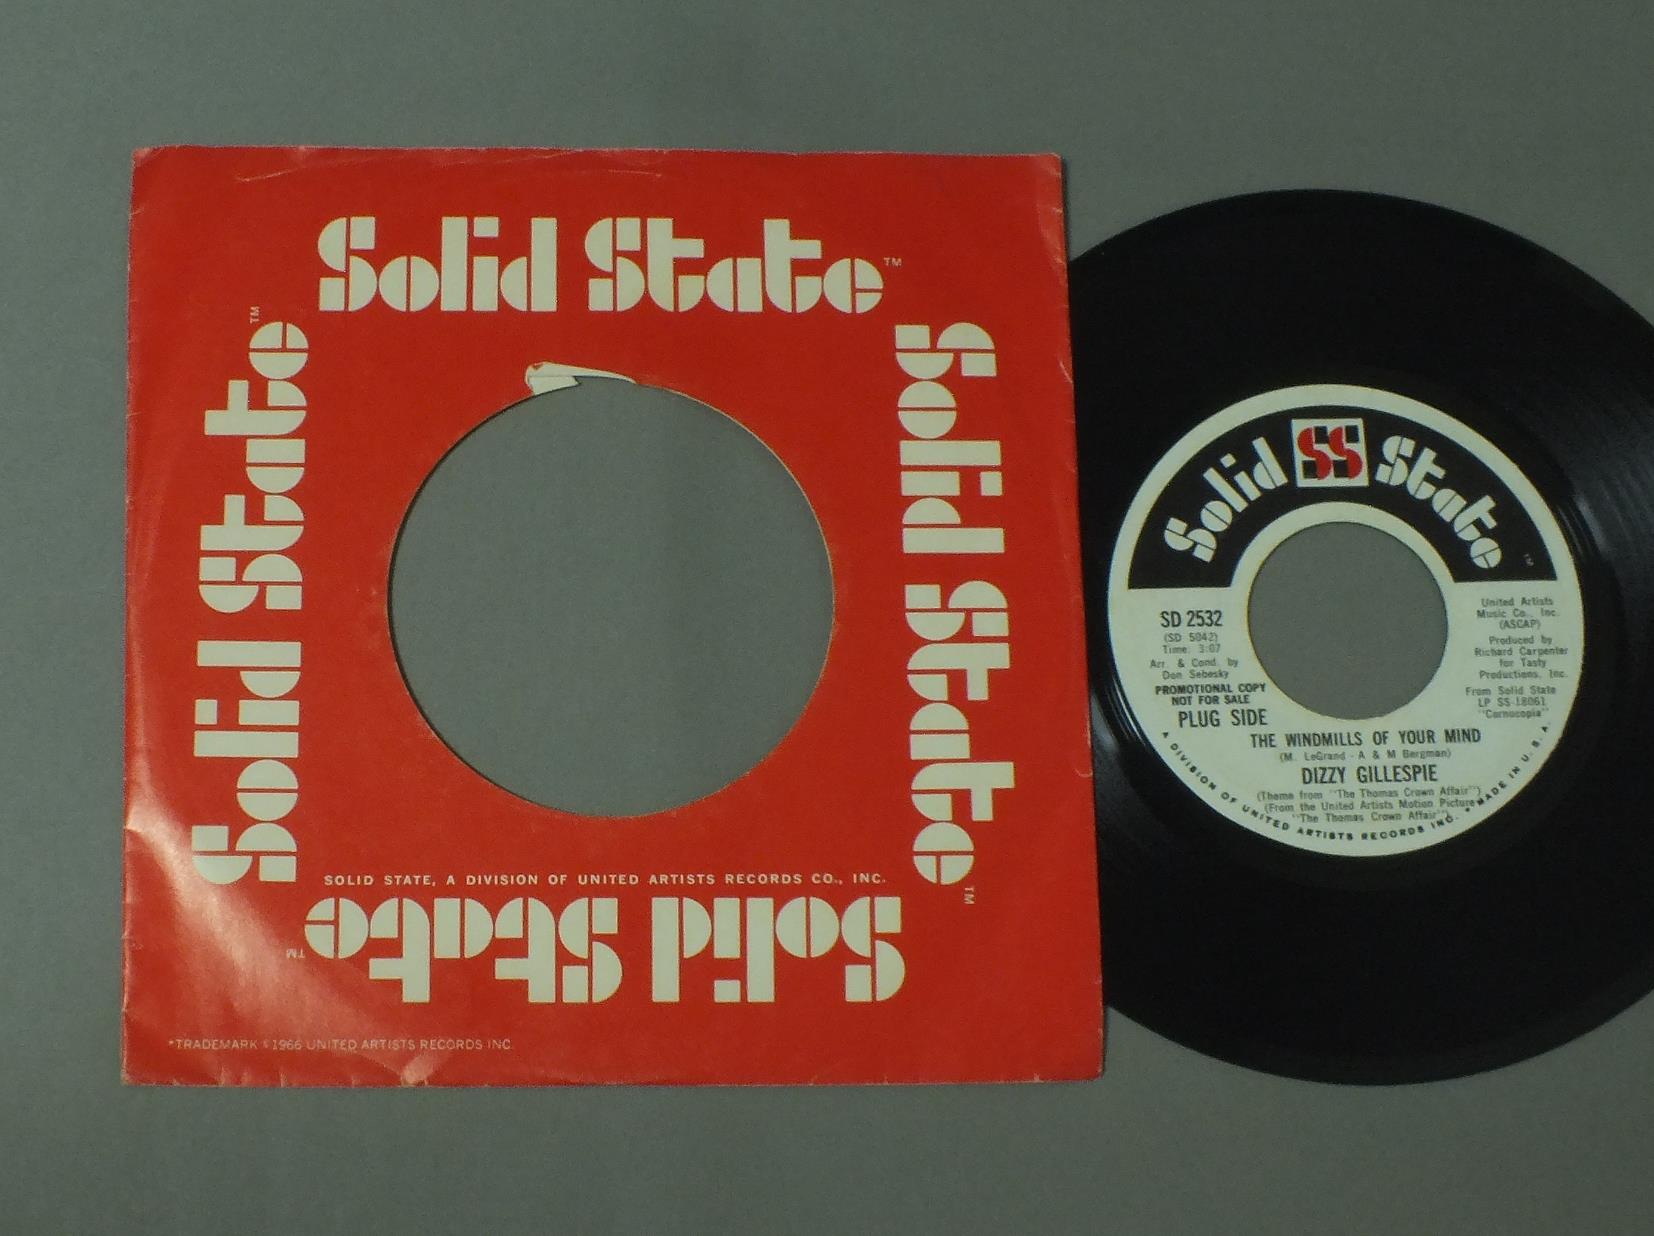 Solid State™
Solid State™
Solid State™
SOLID STATE, A DIVISION OF UNITED ARTISTS RECORDS CO., INC.
Solid State™
*TRADEMARK ©1966 UNITED ARTISTS RECORDS INC.
Solid SS State™
SD 2532
(SD 5042)
Time: 3:07
Arr. & Cond. by
Don Sebesky
PROMOTIONAL COPY
NOT FOR SALE
PLUG SIDE
United Artists
Music Co., Inc.
(ASCAP)
Produced by
Richard Carpenter
for Tasty
Productions, Inc.
From Solid State
LP SS-18061
"Cornucopia"
THE WINDMILLS OF YOUR MIND
(M. LeGrand - A & M Bergman)
DIZZY GILLESPIE
(Theme from "The Thomas Crown Affair")
(From the United Artists Motion Picture
"The Thomas Crown Affair")
A DIVISION OF UNITED ARTISTS RECORDS INC. * MADE IN U.S.A.